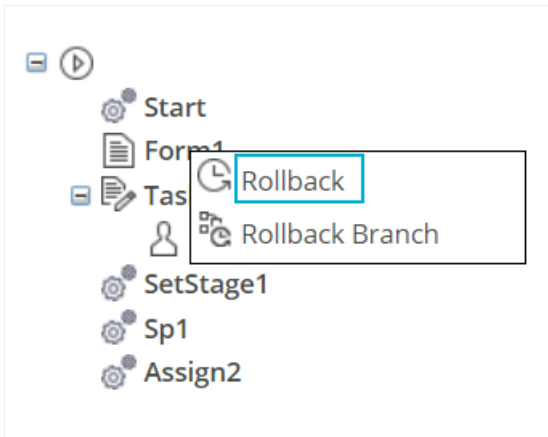 Start
Form1
Rollback
Tas
Rollback Branch
SetStage1
Sp1
Assign2